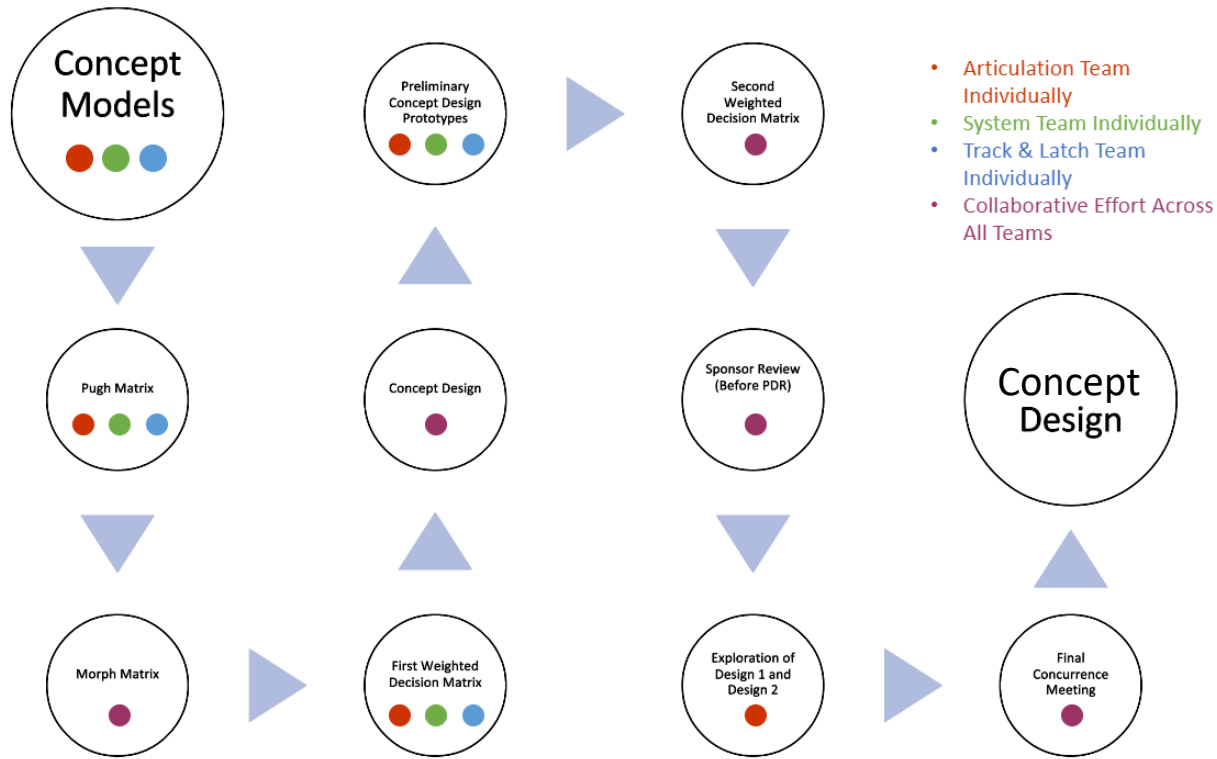 Concept
Models
Pugh Matrix
Morph Matrix
First Weighted
Decision Matrix
Concept Design
Preliminary
Concept Design
Prototypes
Second
Weighted
Decision Matrix
Sponsor Review
(Before PDR)
Exploration of
Design 1 and
Design 2
Final
Concurrence
Meeting
Concept
Design
• Articulation Team
Individually
• System Team Individually
• Track & Latch Team
Individually
• Collaborative Effort Across
All Teams